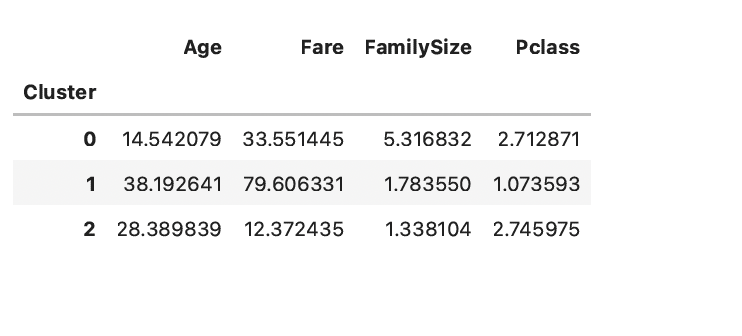 Age Fare FamilySize Pclass
Cluster
0 14.542079 33.551445 5.316832 2.712871
1 38.192641 79.606331 1.783550 1.073593
2 28.389839 12.372435 1.338104 2.745975